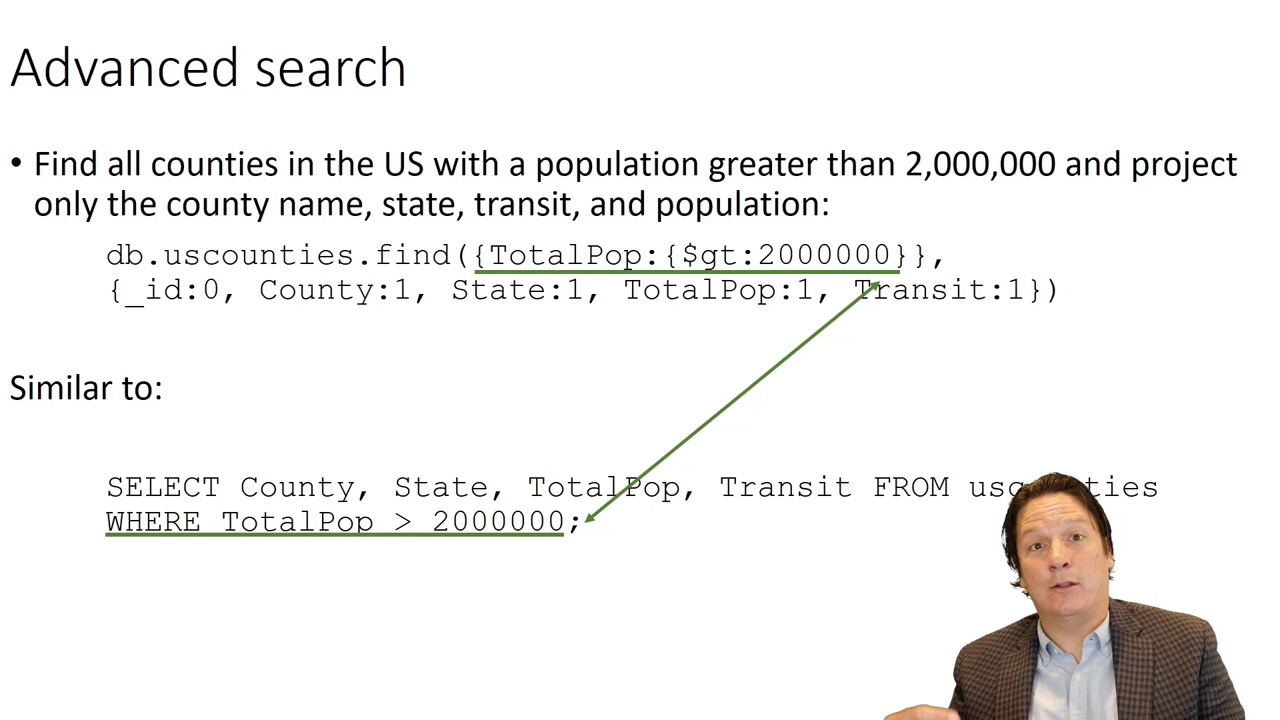 Advanced search
• Find all counties in the US with a population greater than 2,000,000 and project
only the county name, state, transit, and population:
db.uscounties.find({TotalPop:{$gt:2000000}},
{_id:0, County:1, State:1, TotalPop:1, Transit:1})
Similar to:
SELECT County, State, TotalPop, Transit FROM uscounties
WHERE TotalPop > 2000000;